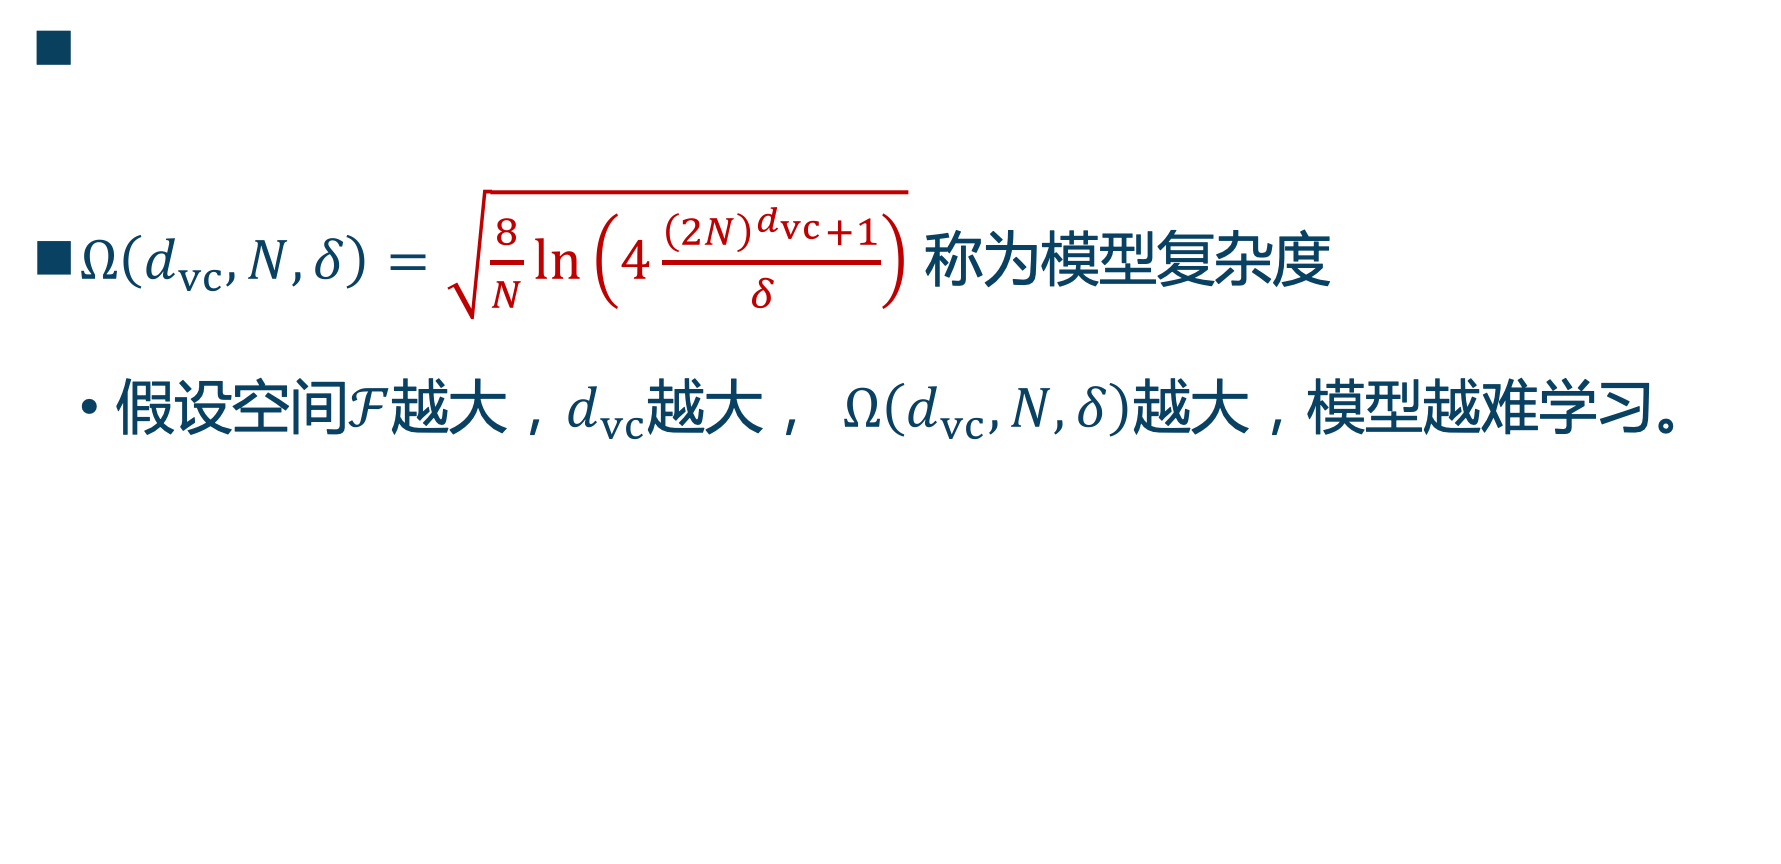 ■
■Ω(d_vc, N, δ) = √(8/N ln(4 ((2N)^d_vc+1)/δ)) 称为模型复杂度
• 假设空间ℱ越大，d_vc越大， Ω(d_vc, N, δ)越大，模型越难学习。